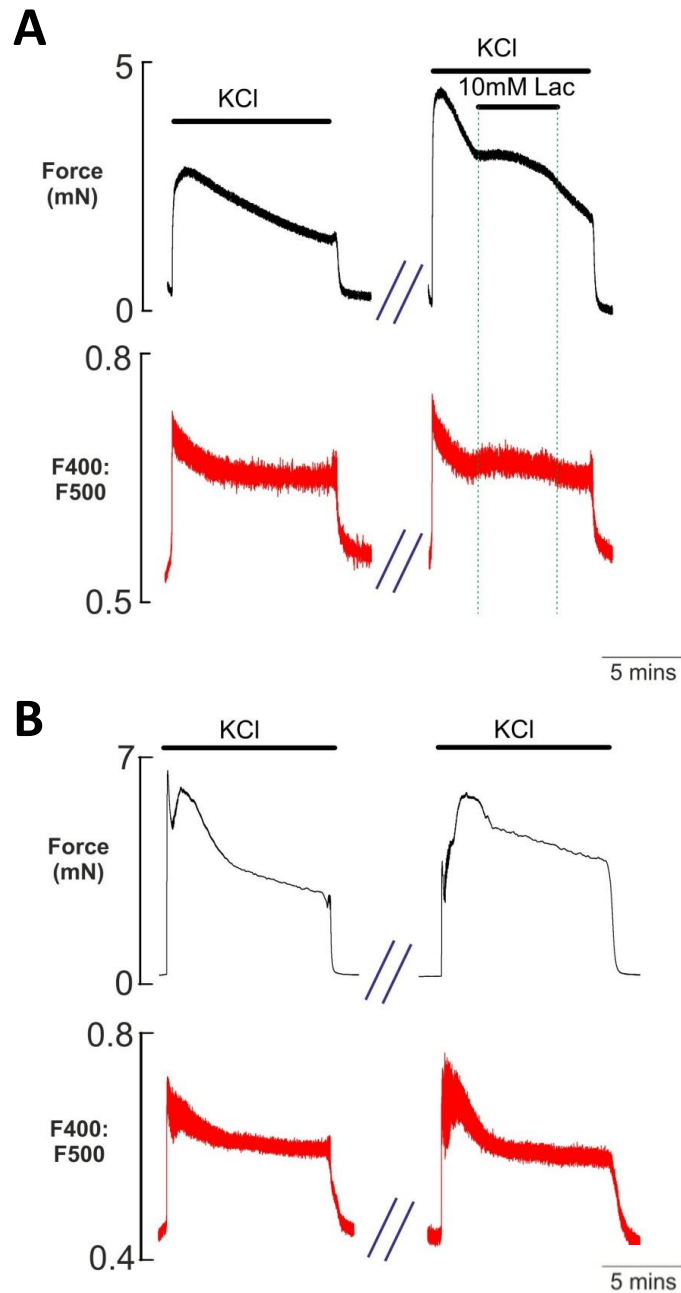 A
KCl
KCl
10mM Lac
5
Force
(mN)
0
0.8
F400:
F500
0.5
5 mins
B
KCl
KCl
7
Force
(mN)
0
0.8
F400:
F500
0.4
5 mins